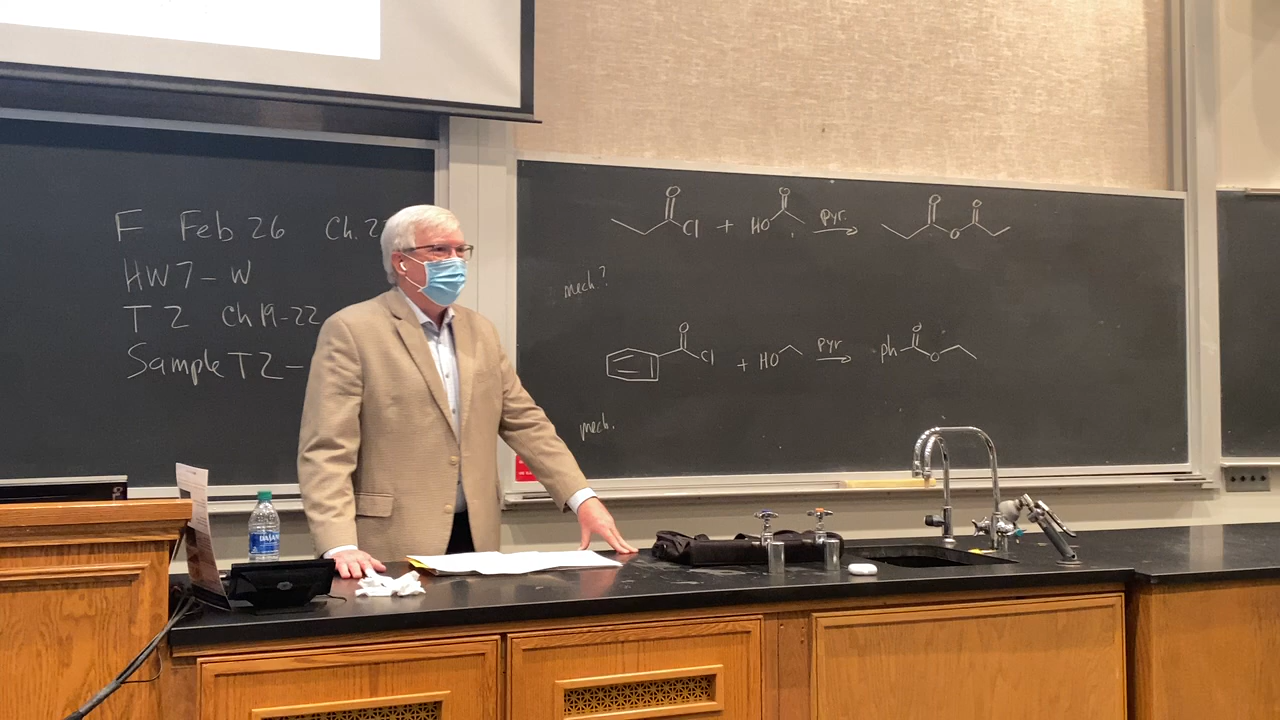 F Feb 26 Ch. 2
HW7 - W
T 2 Ch 19-22
Sample T2 -
O O O O
Cl + HO pyr. O
mech?
O O
Cl + HO pyr ph O
mech.
DASANI